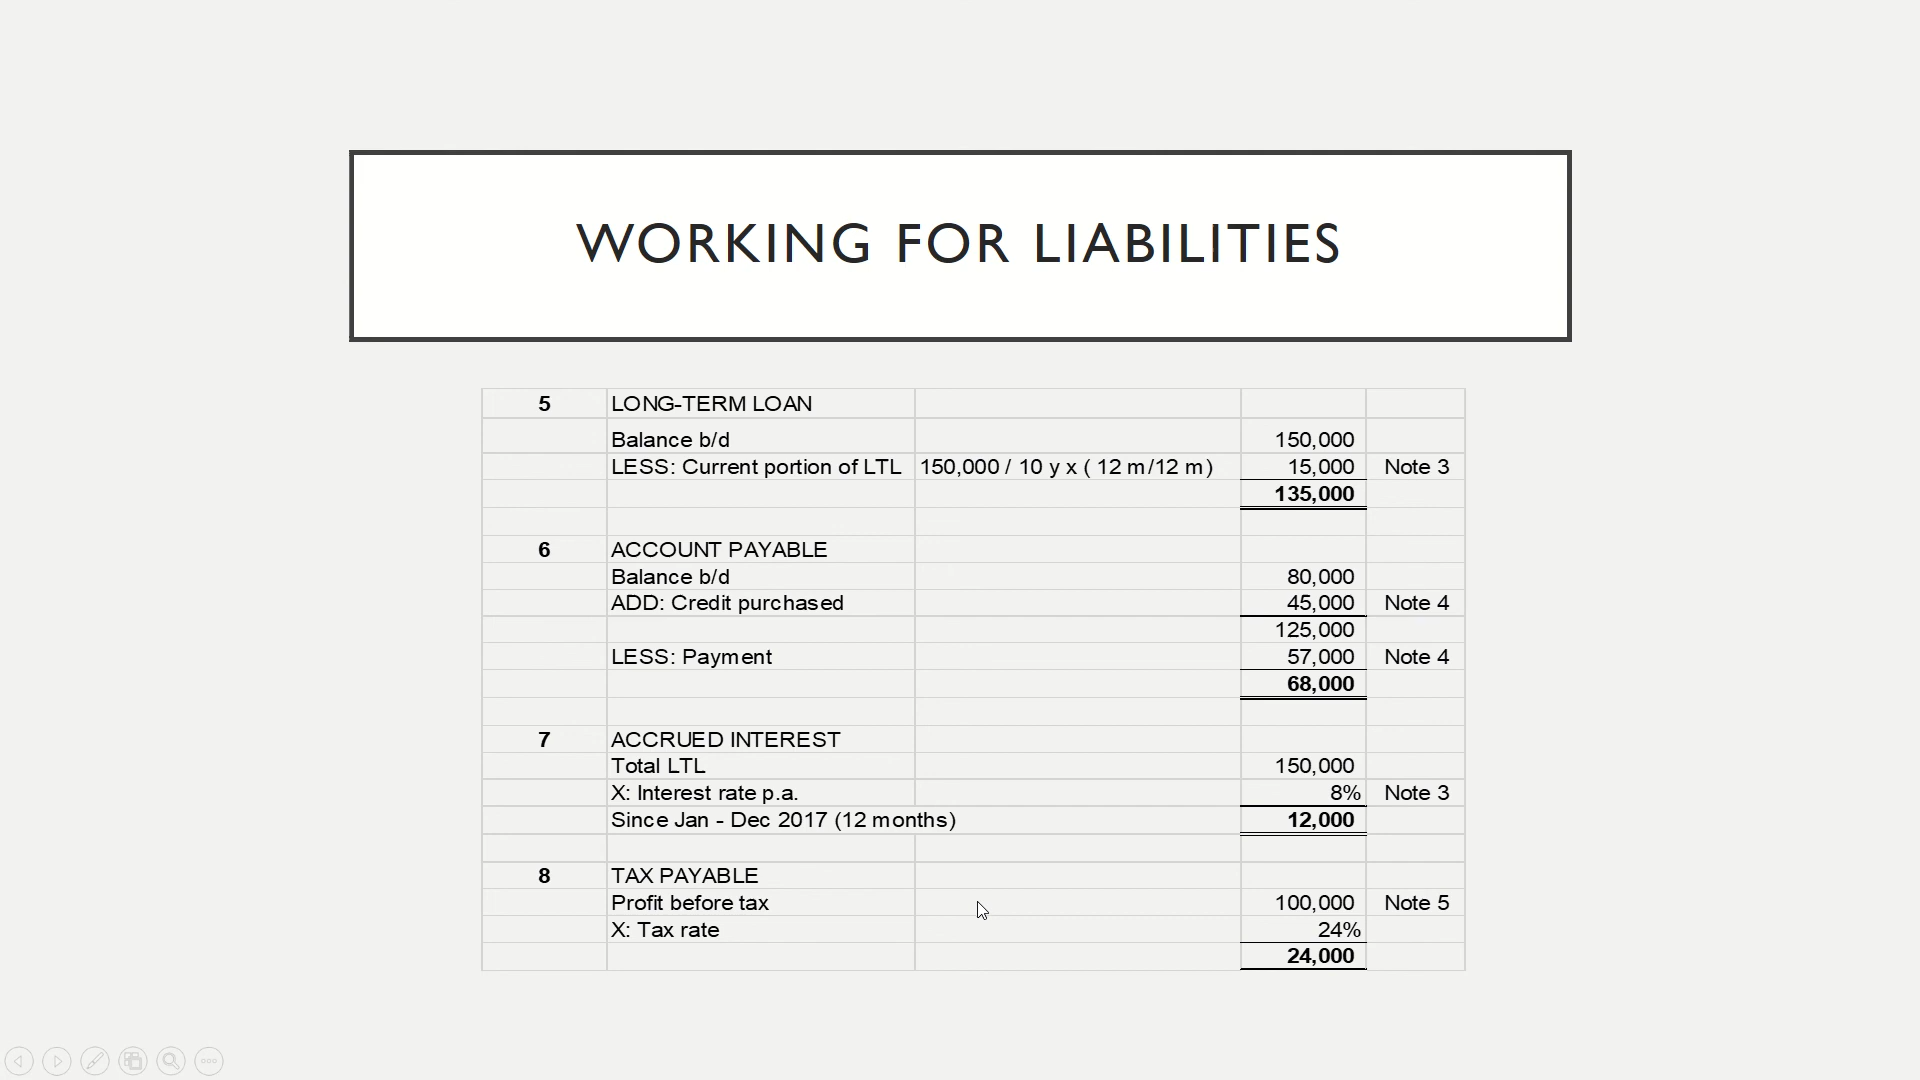 WORKING FOR LIABILITIES
5 LONG-TERM LOAN
Balance b/d 150,000
LESS: Current portion of LTL 150,000 / 10 y x ( 12 m/12 m) 15,000 Note 3
135,000
6 ACCOUNT PAYABLE
Balance b/d 80,000
ADD: Credit purchased 45,000 Note 4
125,000
LESS: Payment 57,000 Note 4
68,000
7 ACCRUED INTEREST
Total LTL 150,000
X: Interest rate p.a. 8% Note 3
Since Jan - Dec 2017 (12 months) 12,000
8 TAX PAYABLE
Profit before tax 100,000 Note 5
X: Tax rate 24%
24,000